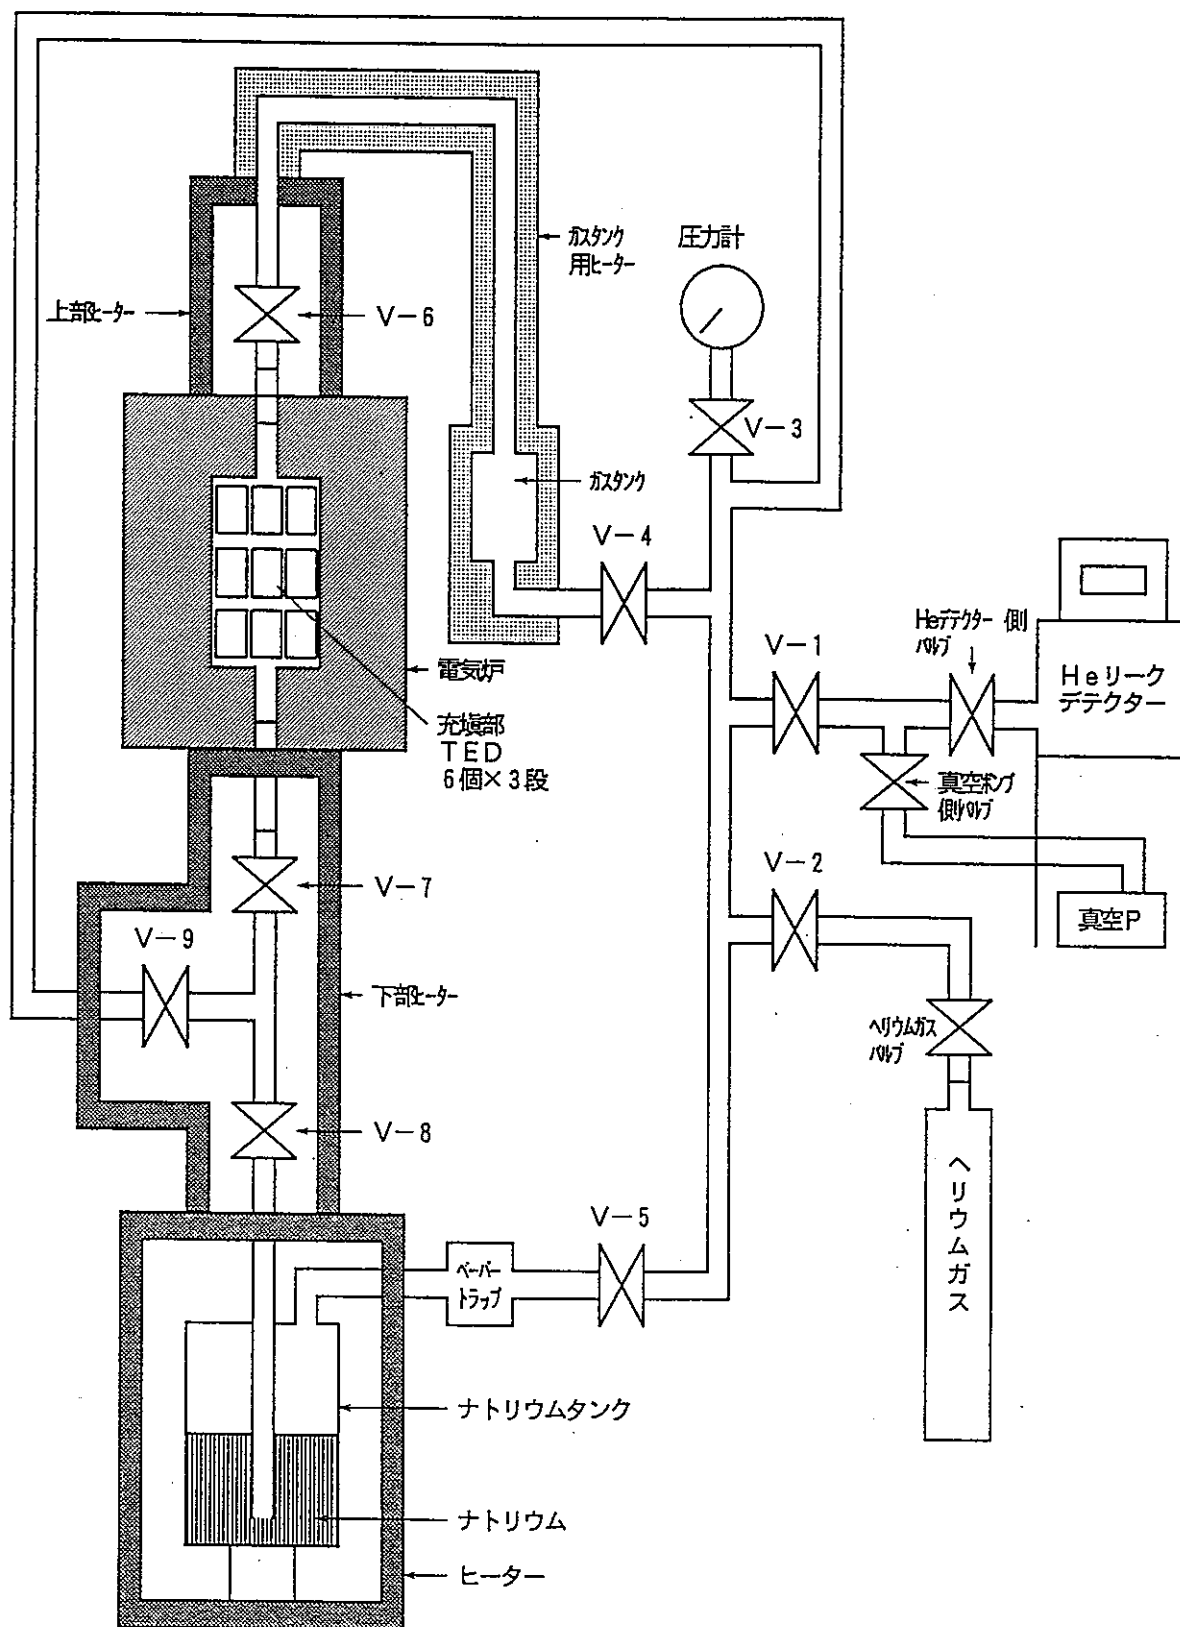 ガスタンク
用ヒーター
圧力計
上部ヒーター
V-6
V-3
ガスタンク
V-4
Heデテクター側
バルブ
V-1
Heリーク
デテクター
電気炉
充塡部
TED
6個×3段
真空ポンプ
側バルブ
V-2
V-7
真空P
V-9
下部ヒーター
ヘリウムガス
バルブ
V-8
ヘリウムガス
V-5
ベーパー
トラップ
ナトリウムタンク
ナトリウム
ヒーター